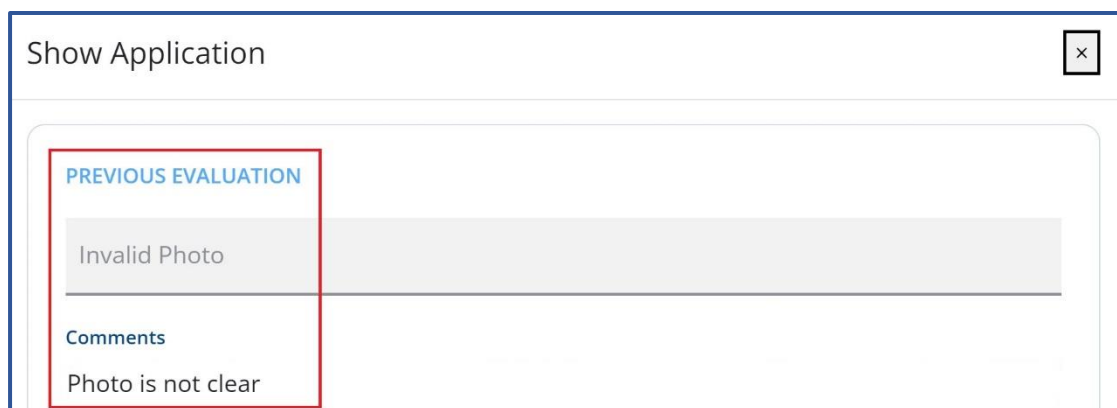 Show Application
×
PREVIOUS EVALUATION
Invalid Photo
Comments
Photo is not clear